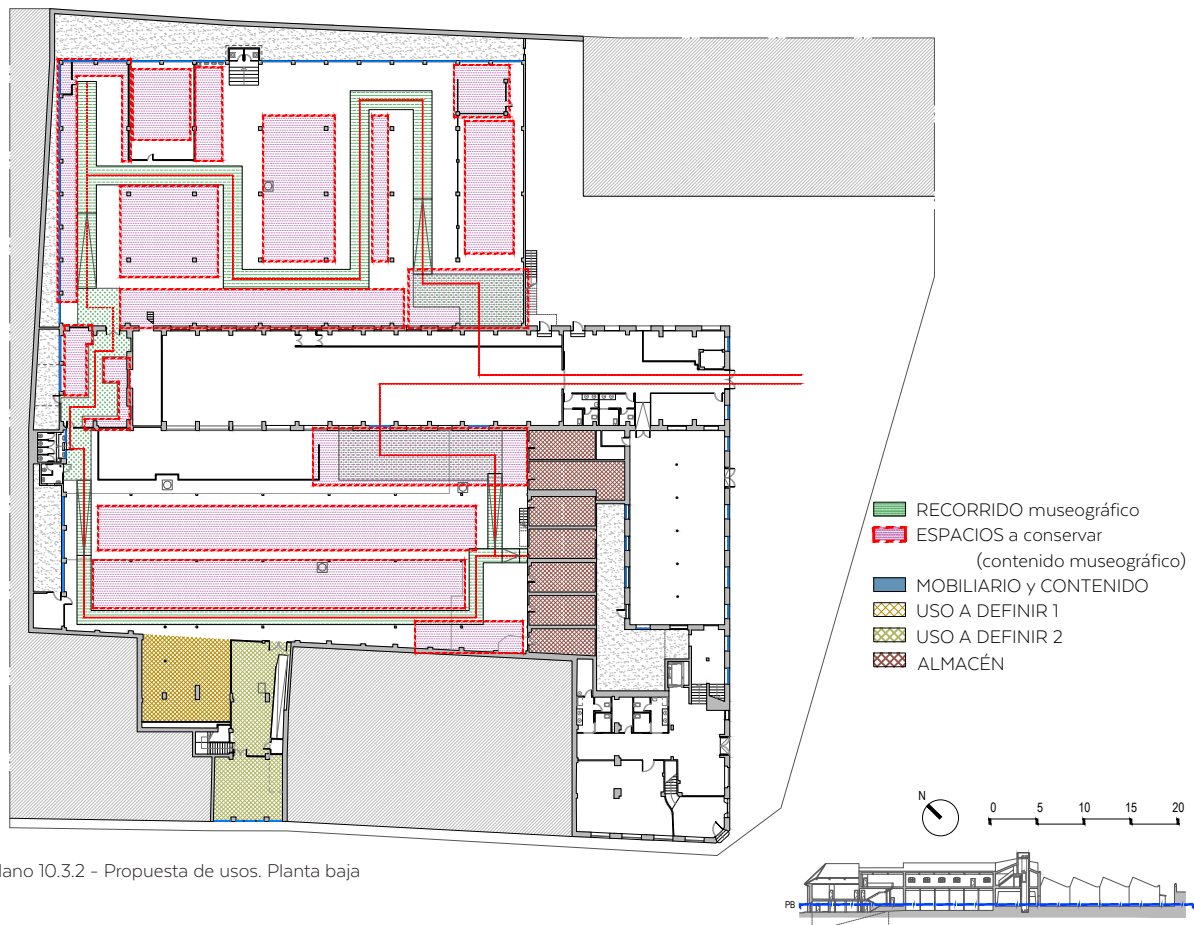 RECORRIDO museográfico
ESPACIOS a conservar
(contenido museográfico)
MOBILIARIO y CONTENIDO
USO A DEFINIR 1
USO A DEFINIR 2
ALMACÉN
N
0 5 10 15 20
lano 10.3.2 - Propuesta de usos. Planta baja
PB